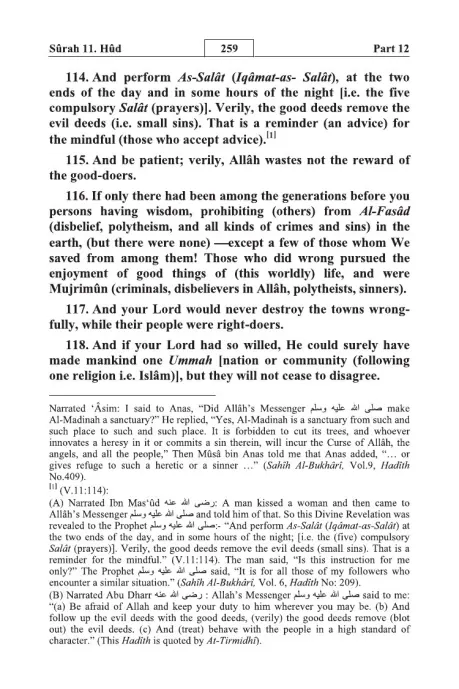 Sûrah 11. Hûd 259 Part 12
114. And perform As-Salât (Iqâmat-as- Salât), at the two
ends of the day and in some hours of the night [i.e. the five
compulsory Salât (prayers)]. Verily, the good deeds remove the
evil deeds (i.e. small sins). That is a reminder (an advice) for
the mindful (those who accept advice).[1]
115. And be patient; verily, Allâh wastes not the reward of
the good-doers.
116. If only there had been among the generations before you
persons having wisdom, prohibiting (others) from Al-Fasâd
(disbelief, polytheism, and all kinds of crimes and sins) in the
earth, (but there were none) —except a few of those whom We
saved from among them! Those who did wrong pursued the
enjoyment of good things of (this worldly) life, and were
Mujrimûn (criminals, disbelievers in Allâh, polytheists, sinners).
117. And your Lord would never destroy the towns wrong-
fully, while their people were right-doers.
118. And if your Lord had so willed, He could surely have
made mankind one Ummah [nation or community (following
one religion i.e. Islâm)], but they will not cease to disagree.
Narrated ‘Âsim: I said to Anas, “Did Allâh’s Messenger صلى الله عليه وسلم make
Al-Madinah a sanctuary?” He replied, “Yes, Al-Madinah is a sanctuary from such and
such place to such and such place. It is forbidden to cut its trees, and whoever
innovates a heresy in it or commits a sin therein, will incur the Curse of Allâh, the
angels, and all the people,” Then Mûsâ bin Anas told me that Anas added, “… or
gives refuge to such a heretic or a sinner …” (Sahîh Al-Bukhârî, Vol.9, Hadîth
No.409).
[1] (V.11:114):
(A) Narrated Ibn Mas‘ûd رضى الله عنه: A man kissed a woman and then came to
Allâh’s Messenger صلى الله عليه وسلم and told him of that. So this Divine Revelation was
revealed to the Prophet صلى الله عليه وسلم:- “And perform As-Salât (Iqâmat-as-Salât) at
the two ends of the day, and in some hours of the night; [i.e. the (five) compulsory
Salât (prayers)]. Verily, the good deeds remove the evil deeds (small sins). That is a
reminder for the mindful.” (V.11:114). The man said, “Is this instruction for me
only?” The Prophet صلى الله عليه وسلم said, “It is for all those of my followers who
encounter a similar situation.” (Sahîh Al-Bukhârî, Vol. 6, Hadîth No: 209).
(B) Narrated Abu Dharr رضى الله عنه : Allah’s Messenger صلى الله عليه وسلم said to me:
“(a) Be afraid of Allah and keep your duty to him wherever you may be. (b) And
follow up the evil deeds with the good deeds, (verily) the good deeds remove (blot
out) the evil deeds. (c) And (treat) behave with the people in a high standard of
character.” (This Hadîth is quoted by At-Tirmidhî).